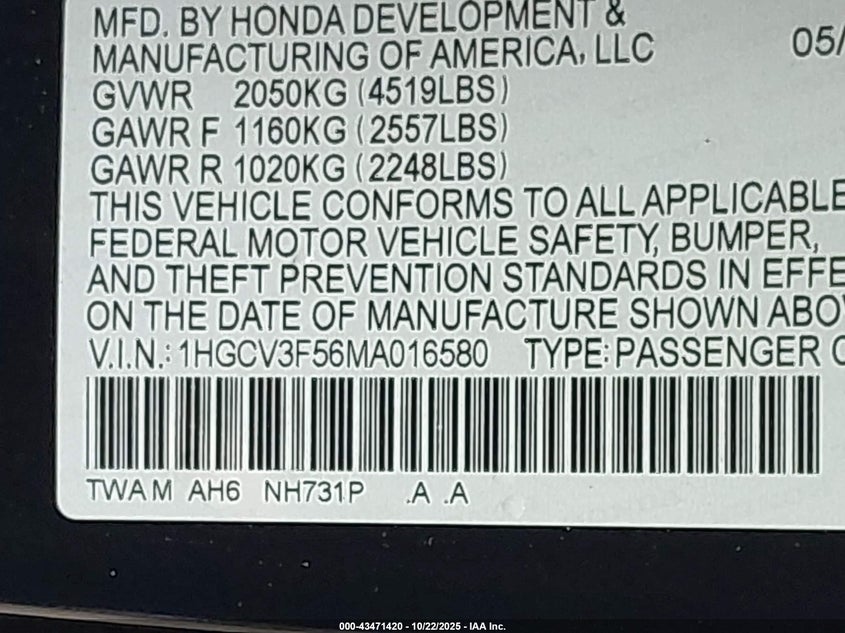 MFD. BY HONDA DEVELOPMENT &
MANUFACTURING OF AMERICA, LLC 05/
GVWR 2050KG (4519LBS)
GAWR F 1160KG (2557LBS)
GAWR R 1020KG (2248LBS)
THIS VEHICLE CONFORMS TO ALL APPLICABLE
FEDERAL MOTOR VEHICLE SAFETY, BUMPER,
AND THEFT PREVENTION STANDARDS IN EFFE
ON THE DATE OF MANUFACTURE SHOWN ABO
V.I.N.: 1HGCV3F56MA016580 TYPE: PASSENGER C
TWAM AH6 NH731P .A .A
000-43471420 - 10/22/2025 - IAA Inc.